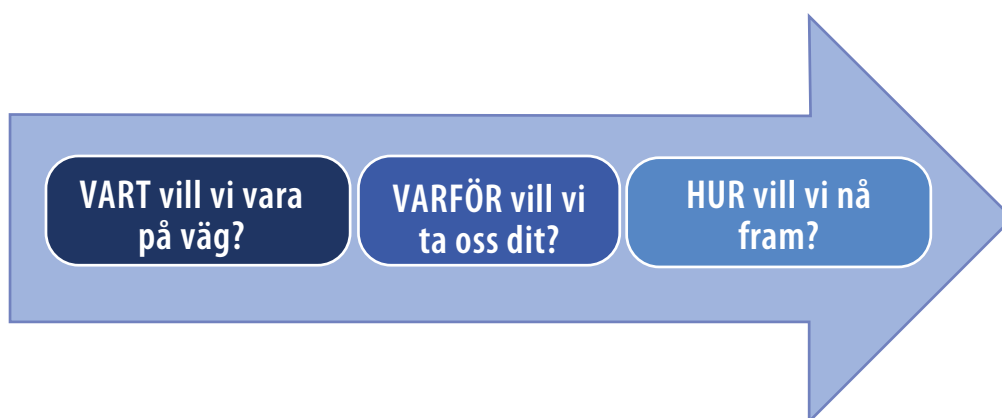 VART vill vi vara
på väg?
VARFÖR vill vi
ta oss dit?
HUR vill vi nå
fram?